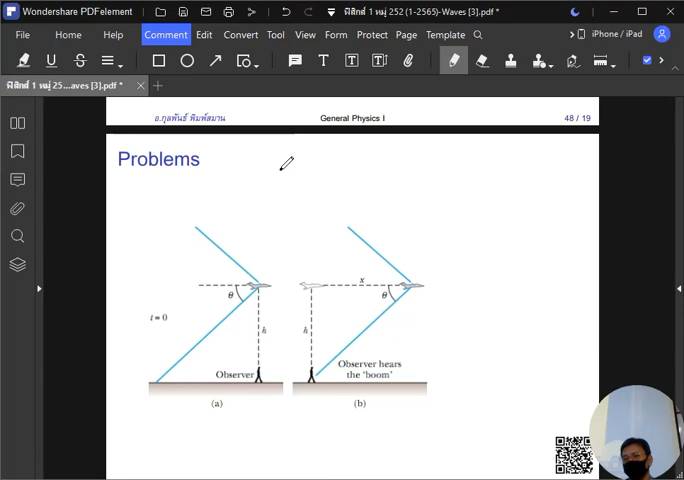 Wondershare PDFelement
ฟิสิกส์ 1 หมู่ 252 (1-2565)-Waves [3].pdf *
File Home Edit Comment Convert Tool Organize View Form Protect Page Template iPhone / iPad
ฟิสิกส์ 1 หมู่ 25...aves [3].pdf *
อ.กุลพันธ์ พิมพ์สมาน General Physics I 48 / 19
Problems
x
θ θ
t = 0
h h
Observer hears
the 'boom'
Observer
(a) (b)